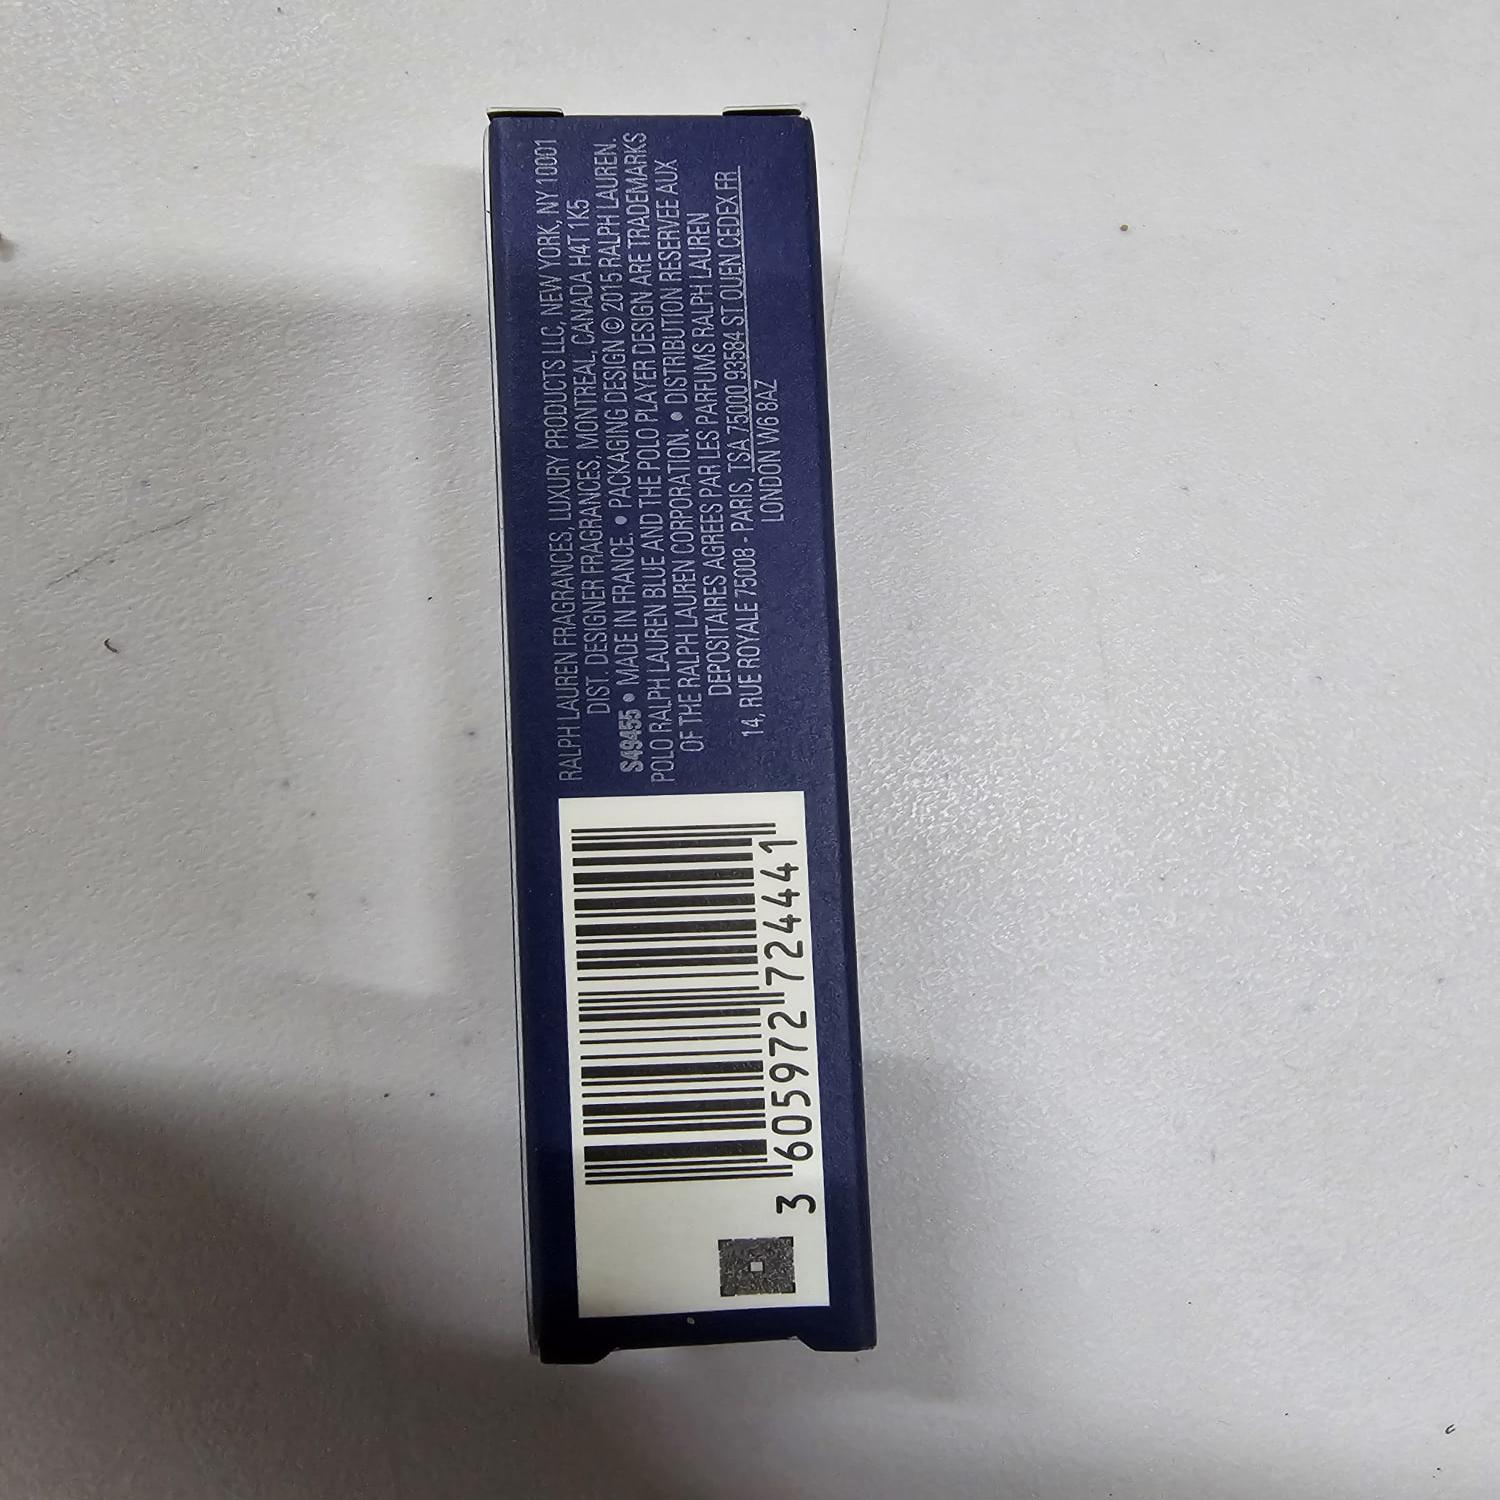 RALPH LAUREN FRAGRANCES, LUXURY PRODUCTS LLC, NEW YORK, NY 10001
DIST. DESIGNER FRAGRANCES, MONTREAL, CANADA H4T 1K5
S49455 • MADE IN FRANCE. • PACKAGING DESIGN © 2015 RALPH LAUREN.
POLO RALPH LAUREN BLUE AND THE POLO PLAYER DESIGN ARE TRADEMARKS
OF THE RALPH LAUREN CORPORATION. • DISTRIBUTION RESERVEE AUX
DEPOSITAIRES AGREES PAR LES PARFUMS RALPH LAUREN
14, RUE ROYALE 75008 - PARIS, TSA 75000 93584 ST OUEN CEDEX FR
LONDON W6 8AZ
3 605972 724441